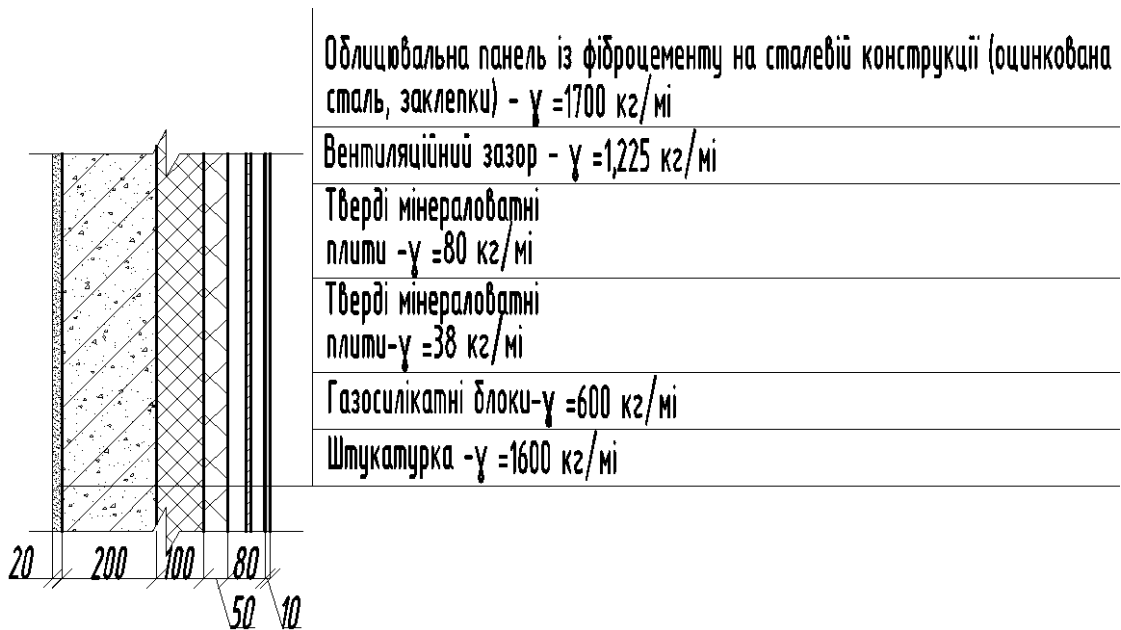 Облицювальна панель із фіброцементу на сталевій конструкції (оцинкована
сталь, заклепки) - γ =1700 кг/мі
Вентиляційний зазор - γ =1,225 кг/мі
Тверді мінераловатні
плити -γ =80 кг/мі
Тверді мінераловатні
плити-γ =38 кг/мі
Газосилікатні блоки-γ =600 кг/мі
Штукатурка -γ =1600 кг/мі
20 200 100 80
50 10